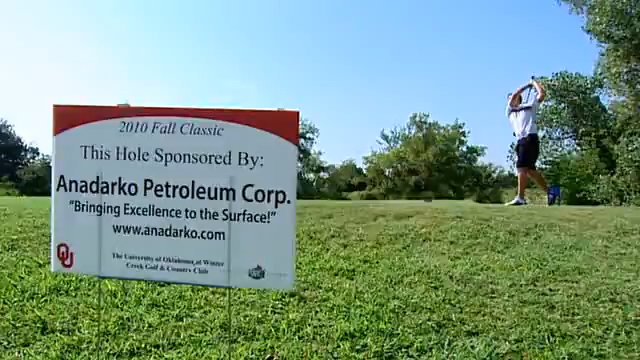 2010 Fall Classic
This Hole Sponsored By:
Anadarko Petroleum Corp.
"Bringing Excellence to the Surface!"
www.anadarko.com
The University of Oklahoma at Winter
Creek Golf & Country Club
OU